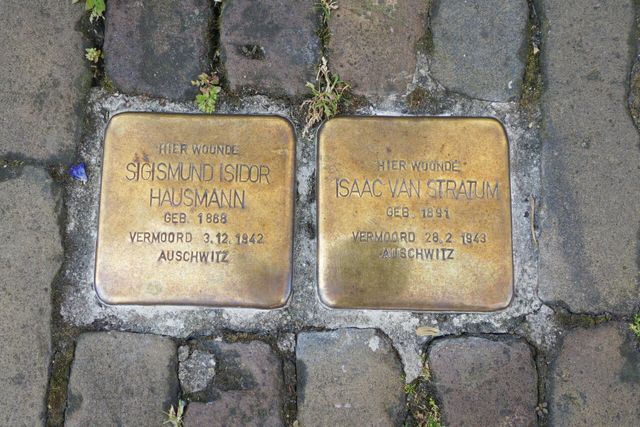 HIER WOONDE
SIGISMUND ISIDOR
HAUSMANN
GEB. 1868
VERMOORD 3.12.1942
AUSCHWITZ
HIER WOONDE
ISAAC VAN STRATUM
GEB. 1891
VERMOORD 28.2.1943
AUSCHWITZ